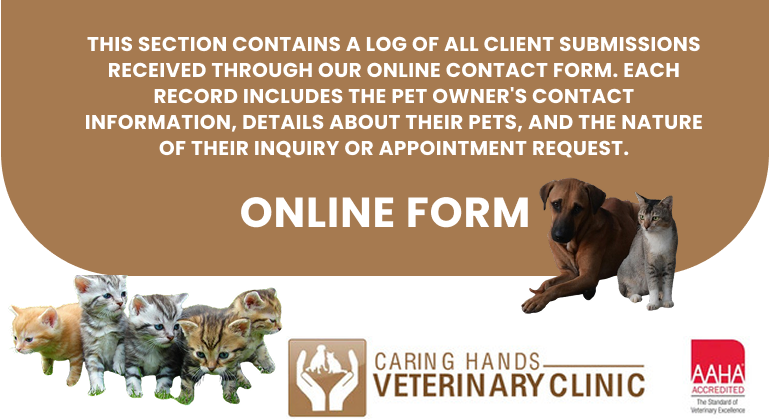 THIS SECTION CONTAINS A LOG OF ALL CLIENT SUBMISSIONS
RECEIVED THROUGH OUR ONLINE CONTACT FORM. EACH
RECORD INCLUDES THE PET OWNER'S CONTACT
INFORMATION, DETAILS ABOUT THEIR PETS, AND THE NATURE
OF THEIR INQUIRY OR APPOINTMENT REQUEST.
ONLINE FORM
CARING HANDS
VETERINARY CLINIC
AAHA
ACCREDITED
The Standard of
Veterinary Excellence